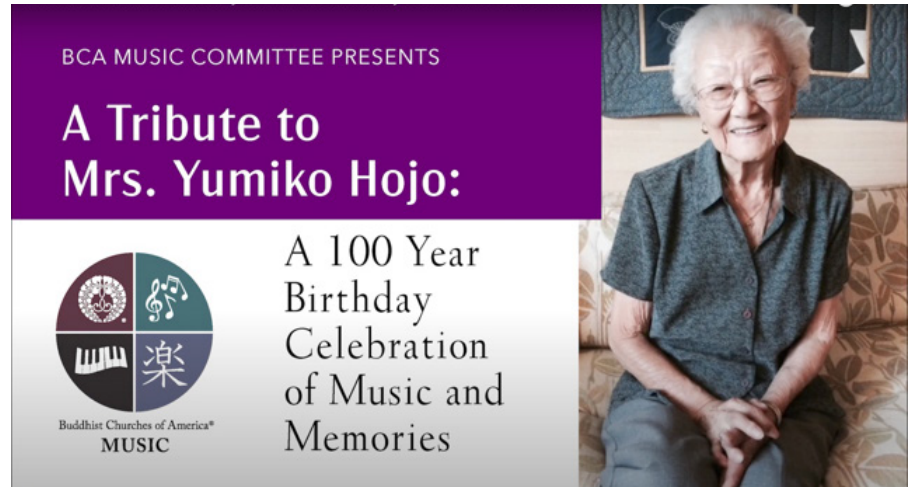 BCA MUSIC COMMITTEE PRESENTS
A Tribute to
Mrs. Yumiko Hojo:
A 100 Year
Birthday
Celebration
of Music and
Memories
楽
Buddhist Churches of America®
MUSIC